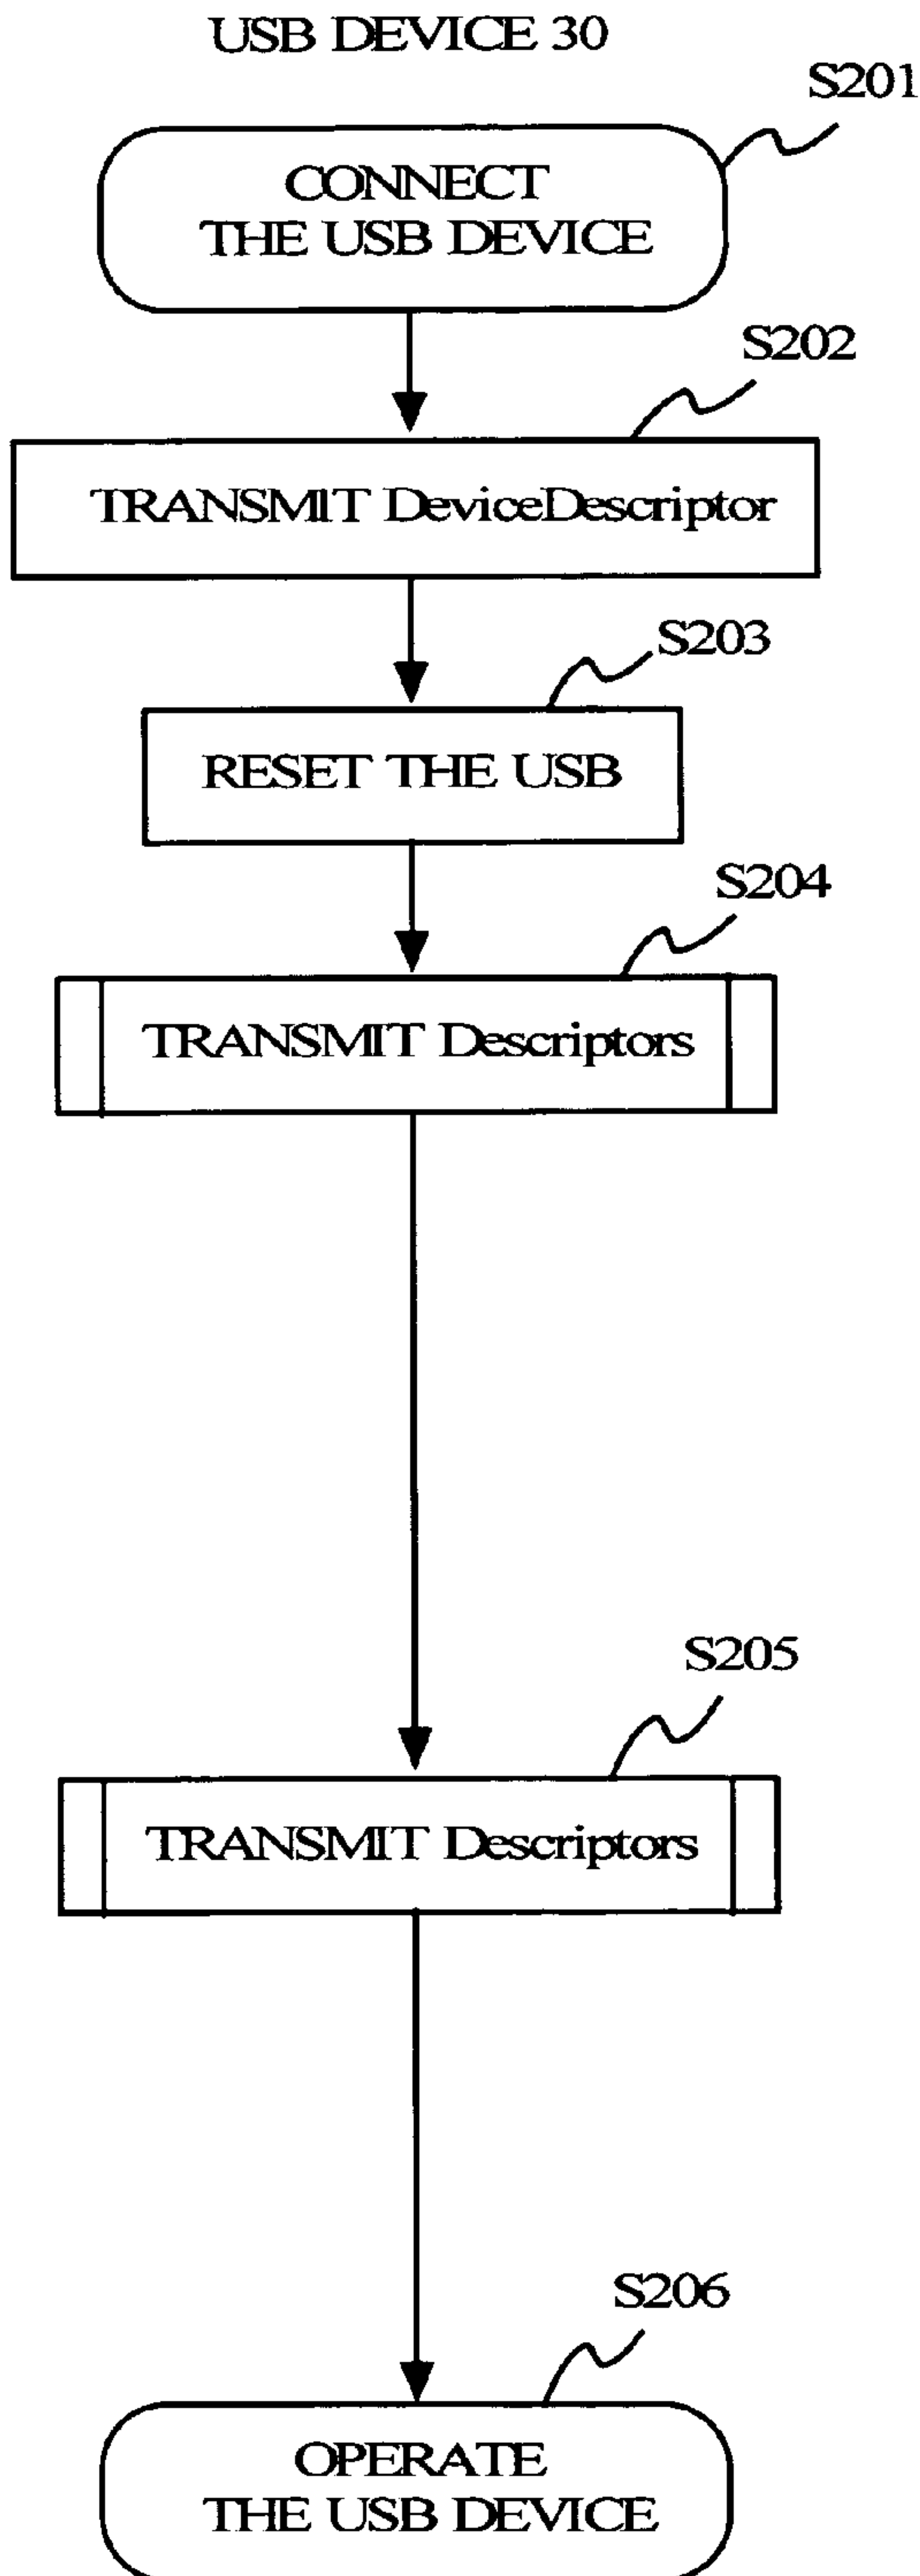 USB DEVICE 30
S201
CONNECT
THE USB DEVICE
S202
TRANSMIT DeviceDescriptor
S203
RESET THE USB
S204
TRANSMIT Descriptors
S205
TRANSMIT Descriptors
S206
OPERATE
THE USB DEVICE